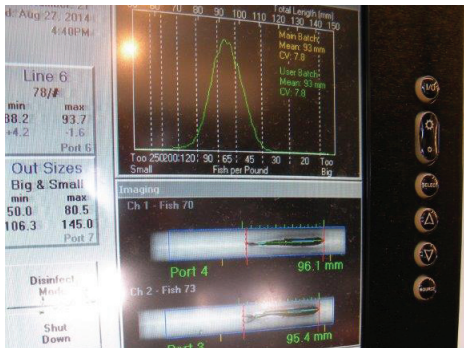 Aug 27, 2014
4:40PM
Line 6
78/#
min max
88.2 93.7
+4.2 -1.6
Port 6
Out Sizes
Big & Small
min max
50.0 80.5
106.3 145.0
Port 7
Disinfect
Shut
Down
Total Length (mm)
70 80 90 100 110 120 130 140 150
Main Batch
Mean: 93 mm
CV: 7.8
User Batch
Mean: 93 mm
CV: 7.8
Too 250 200 120 90 65 45 30 20 Too
Small Fish per Pound Big
Imaging
Ch 1 - Fish 70
Port 4 96.1 mm
Ch 2 - Fish 73
Port 3 95.4 mm
I/O
SELECT
SOURCE